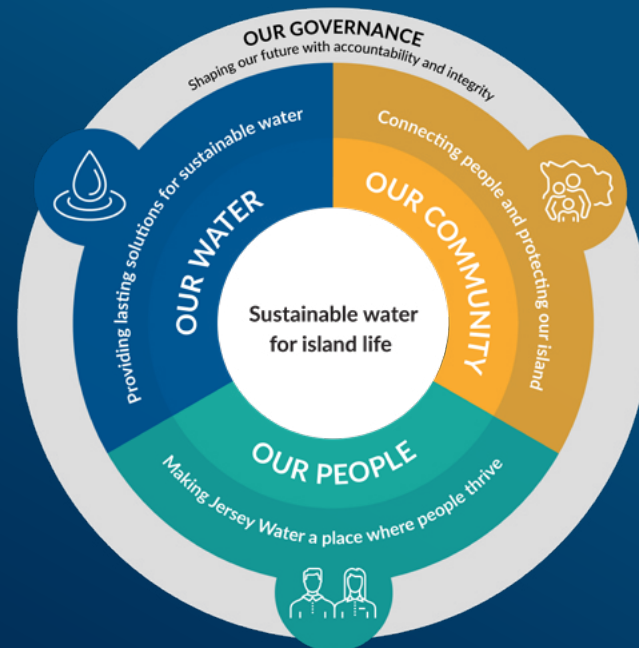 OUR GOVERNANCE
Shaping our future with accountability and integrity
Providing lasting solutions for sustainable water
OUR WATER
Connecting people and protecting our island
OUR COMMUNITY
Sustainable water
for island life
OUR PEOPLE
Making Jersey Water a place where people thrive